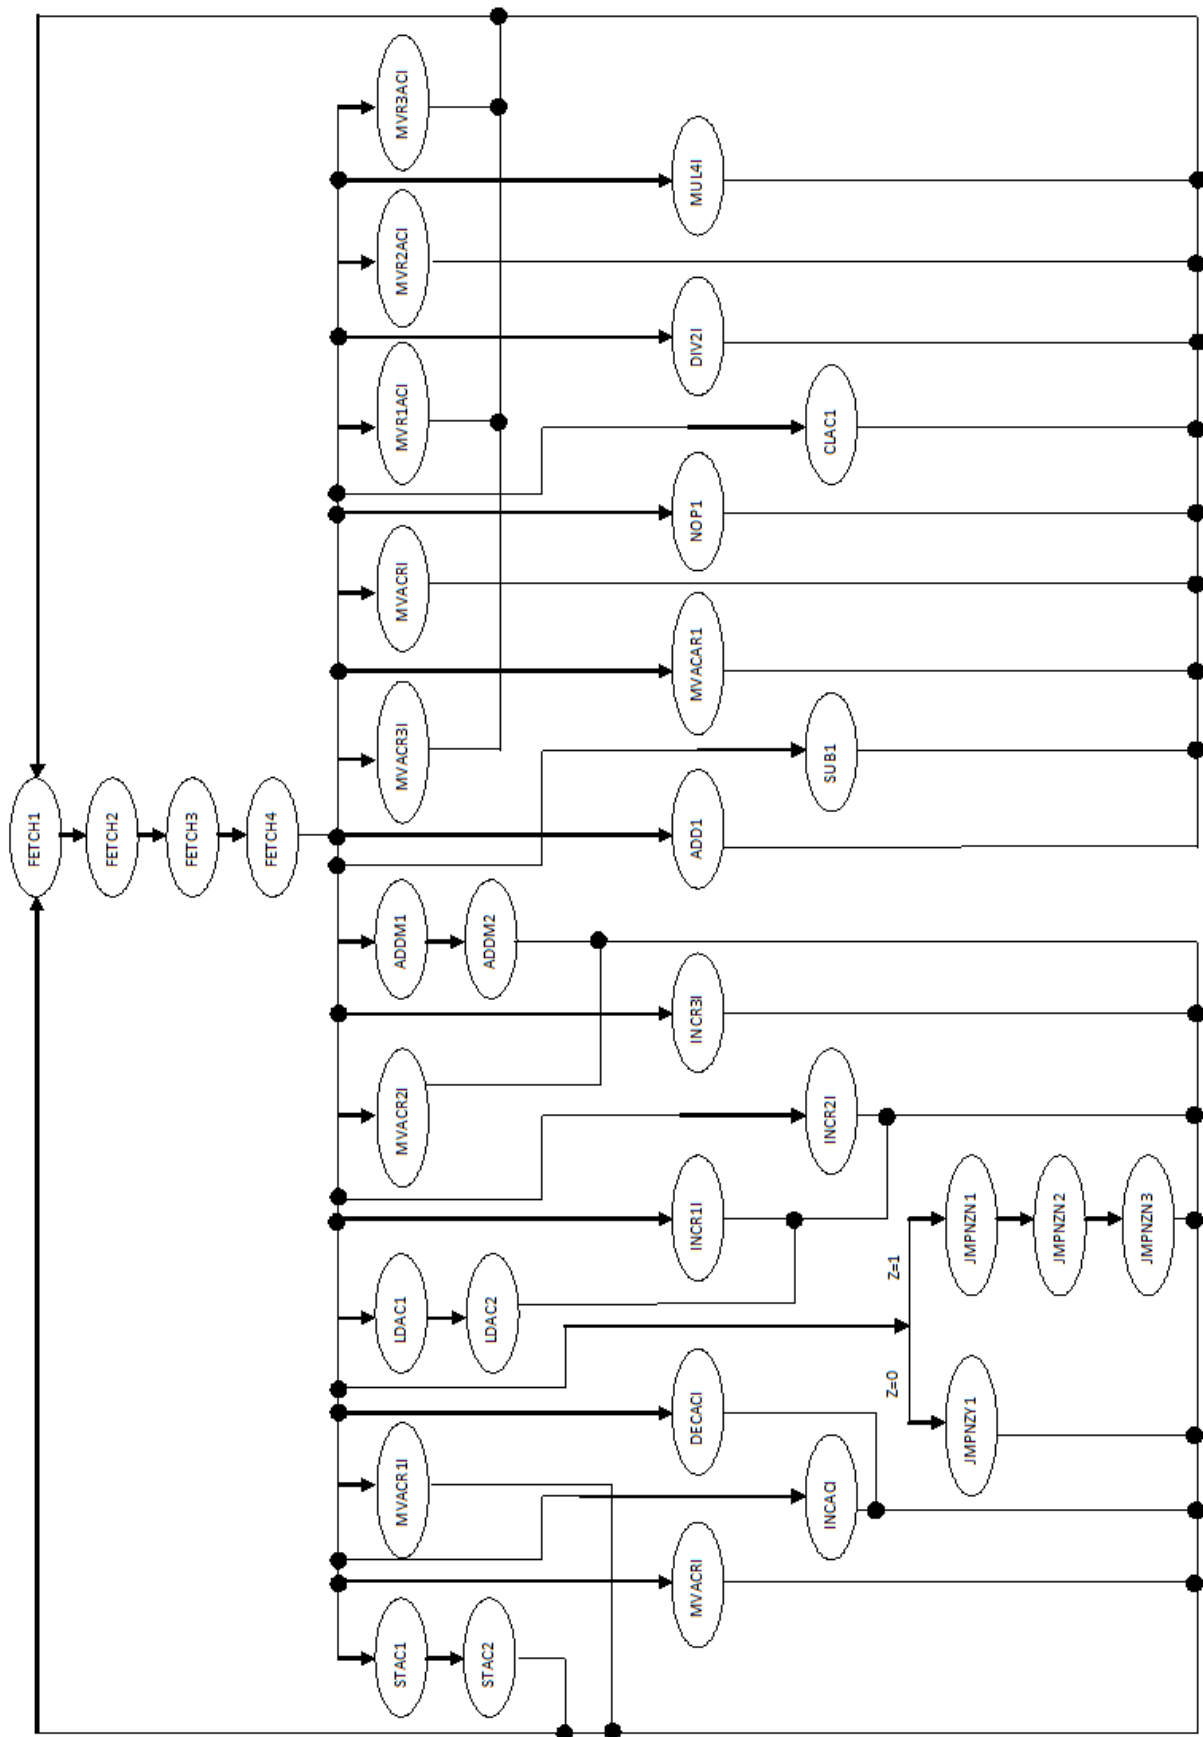 FETCH1
FETCH2
FETCH3
FETCH4
STAC1
MVACR1I
LDAC1
MVACR2I
ADDM1
MVACR3I
MVACRI
MVR1ACI
MVR2ACI
MVR3ACI
STAC2
LDAC2
ADDM2
MVACRI
DECACI
INCR1I
INCR3I
ADD1
MVACAR1
NOP1
DIV2I
MUL4I
INCACI
INCR2I
SUB1
CLAC1
Z=0
Z=1
JMPNZY1
JMPNZN1
JMPNZN2
JMPNZN3